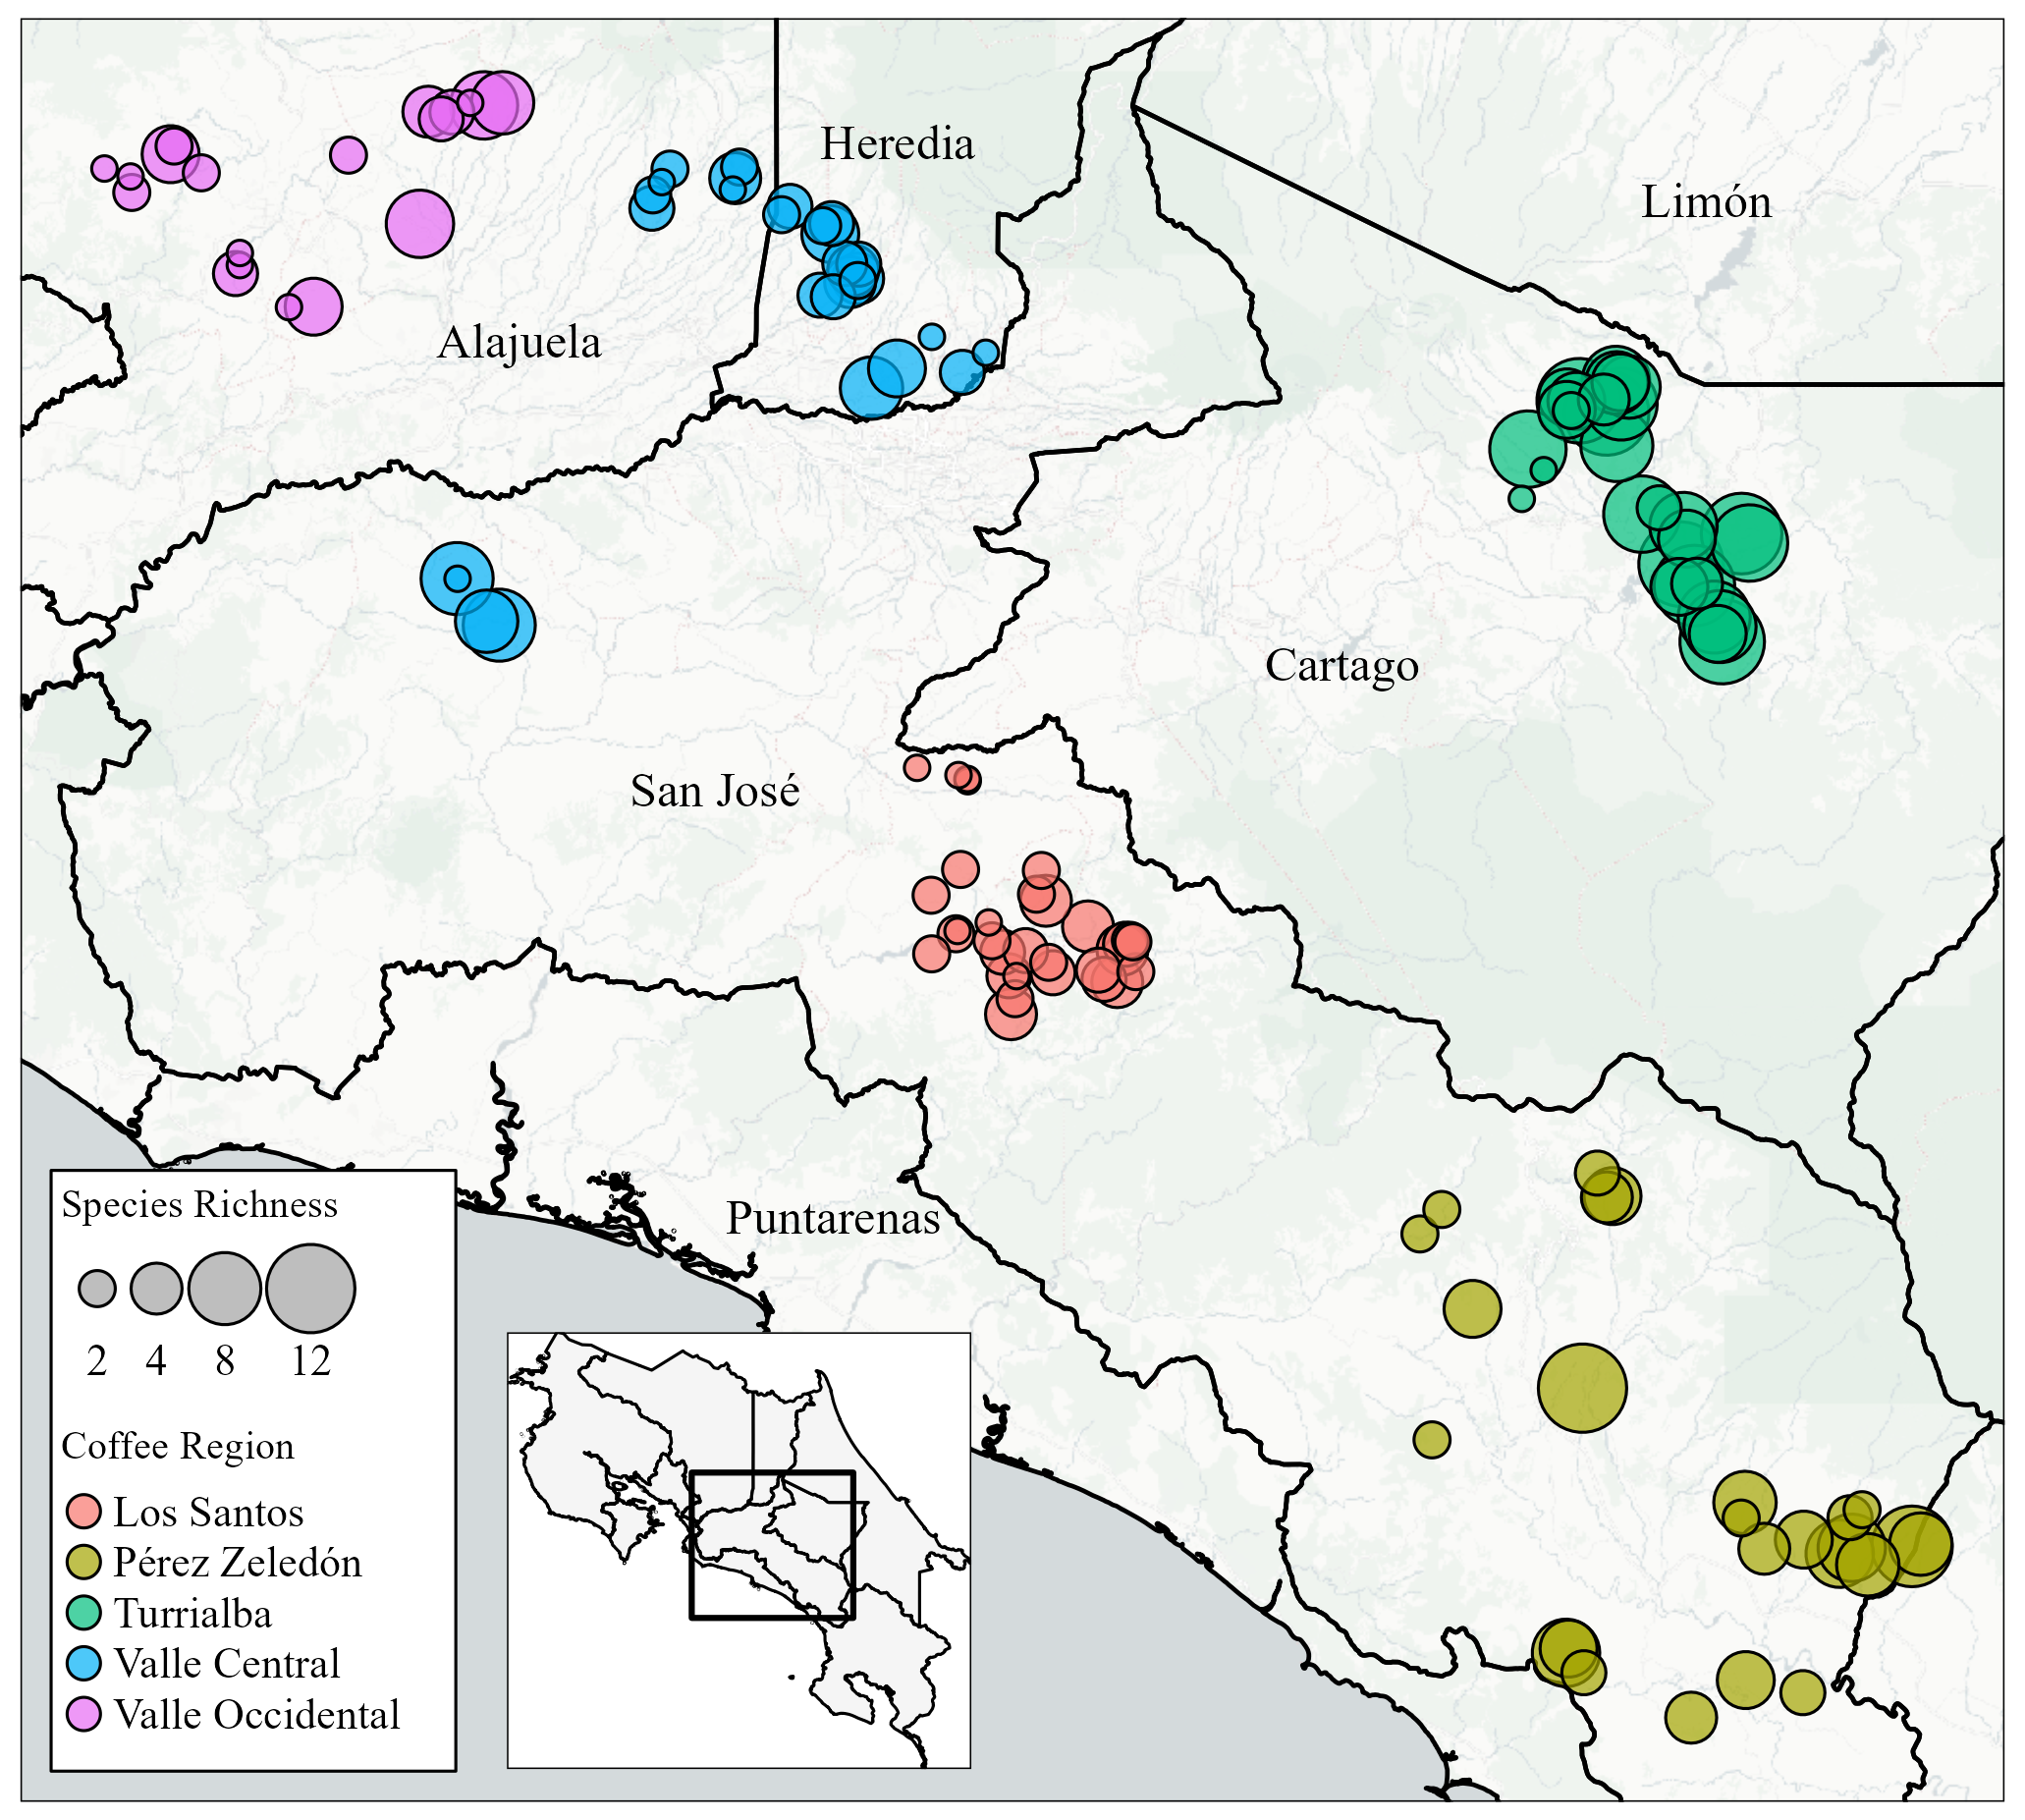 Heredia
Limón
Alajuela
Cartago
San José
Puntarenas
Species Richness
2 4 8 12
Coffee Region
Los Santos
Pérez Zeledón
Turrialba
Valle Central
Valle Occidental